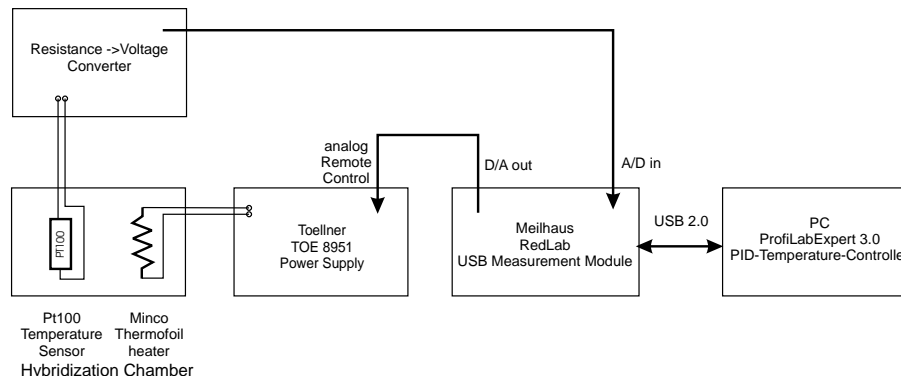 Resistance ->Voltage
Converter
analog
Remote
Control
D/A out
A/D in
PT100
Toellner
TOE 8951
Power Supply
Meilhaus
RedLab
USB Measurement Module
USB 2.0
PC
ProfiLabExpert 3.0
PID-Temperature-Controlle
Pt100
Temperature
Sensor
Minco
Thermofoil
heater
Hybridization Chamber